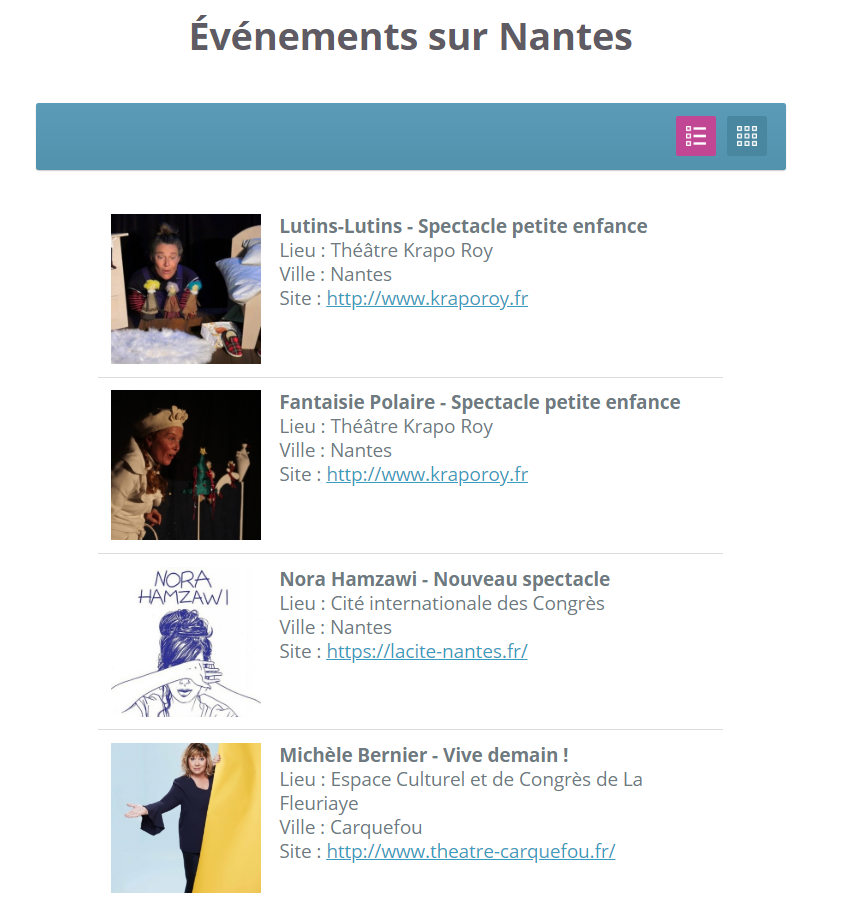 Événements sur Nantes
Lutins-Lutins - Spectacle petite enfance
Lieu : Théâtre Krapo Roy
Ville : Nantes
Site : http://www.kraporoy.fr
Fantaisie Polaire - Spectacle petite enfance
Lieu : Théâtre Krapo Roy
Ville : Nantes
Site : http://www.kraporoy.fr
NORA
HAMZAWI
Nora Hamzawi - Nouveau spectacle
Lieu : Cité internationale des Congrès
Ville : Nantes
Site : https://lacite-nantes.fr/
Michèle Bernier - Vive demain !
Lieu : Espace Culturel et de Congrès de La
Fleuriaye
Ville : Carquefou
Site : http://www.theatre-carquefou.fr/